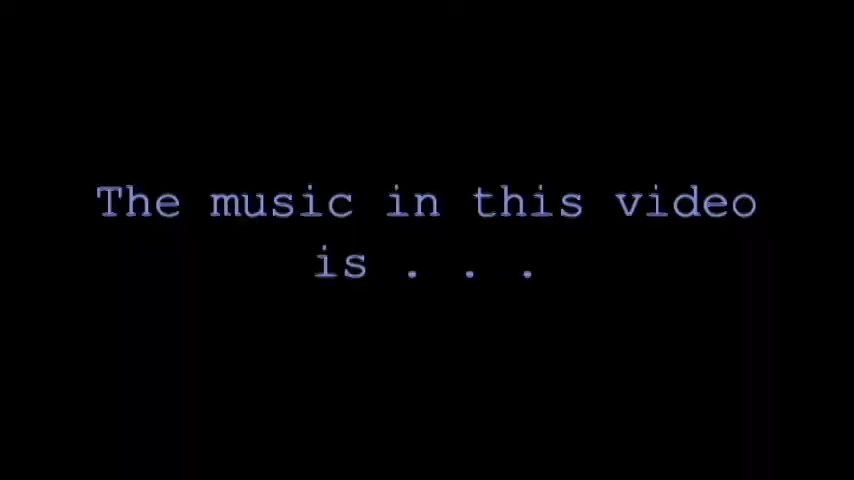 The music in this video
is . . .